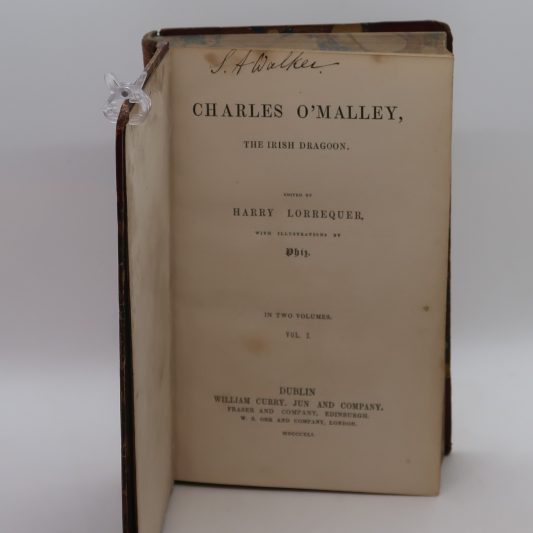 S. A Walker.
CHARLES O'MALLEY,
THE IRISH DRAGOON.
EDITED BY
HARRY LORREQUER,
WITH ILLUSTRATIONS BY
Phiz.
IN TWO VOLUMES.
VOL. I.
DUBLIN
WILLIAM CURRY, JUN AND COMPANY,
FRASER AND COMPANY, EDINBURGH.
W. S. ORR AND COMPANY, LONDON.
MDCCCXLI.